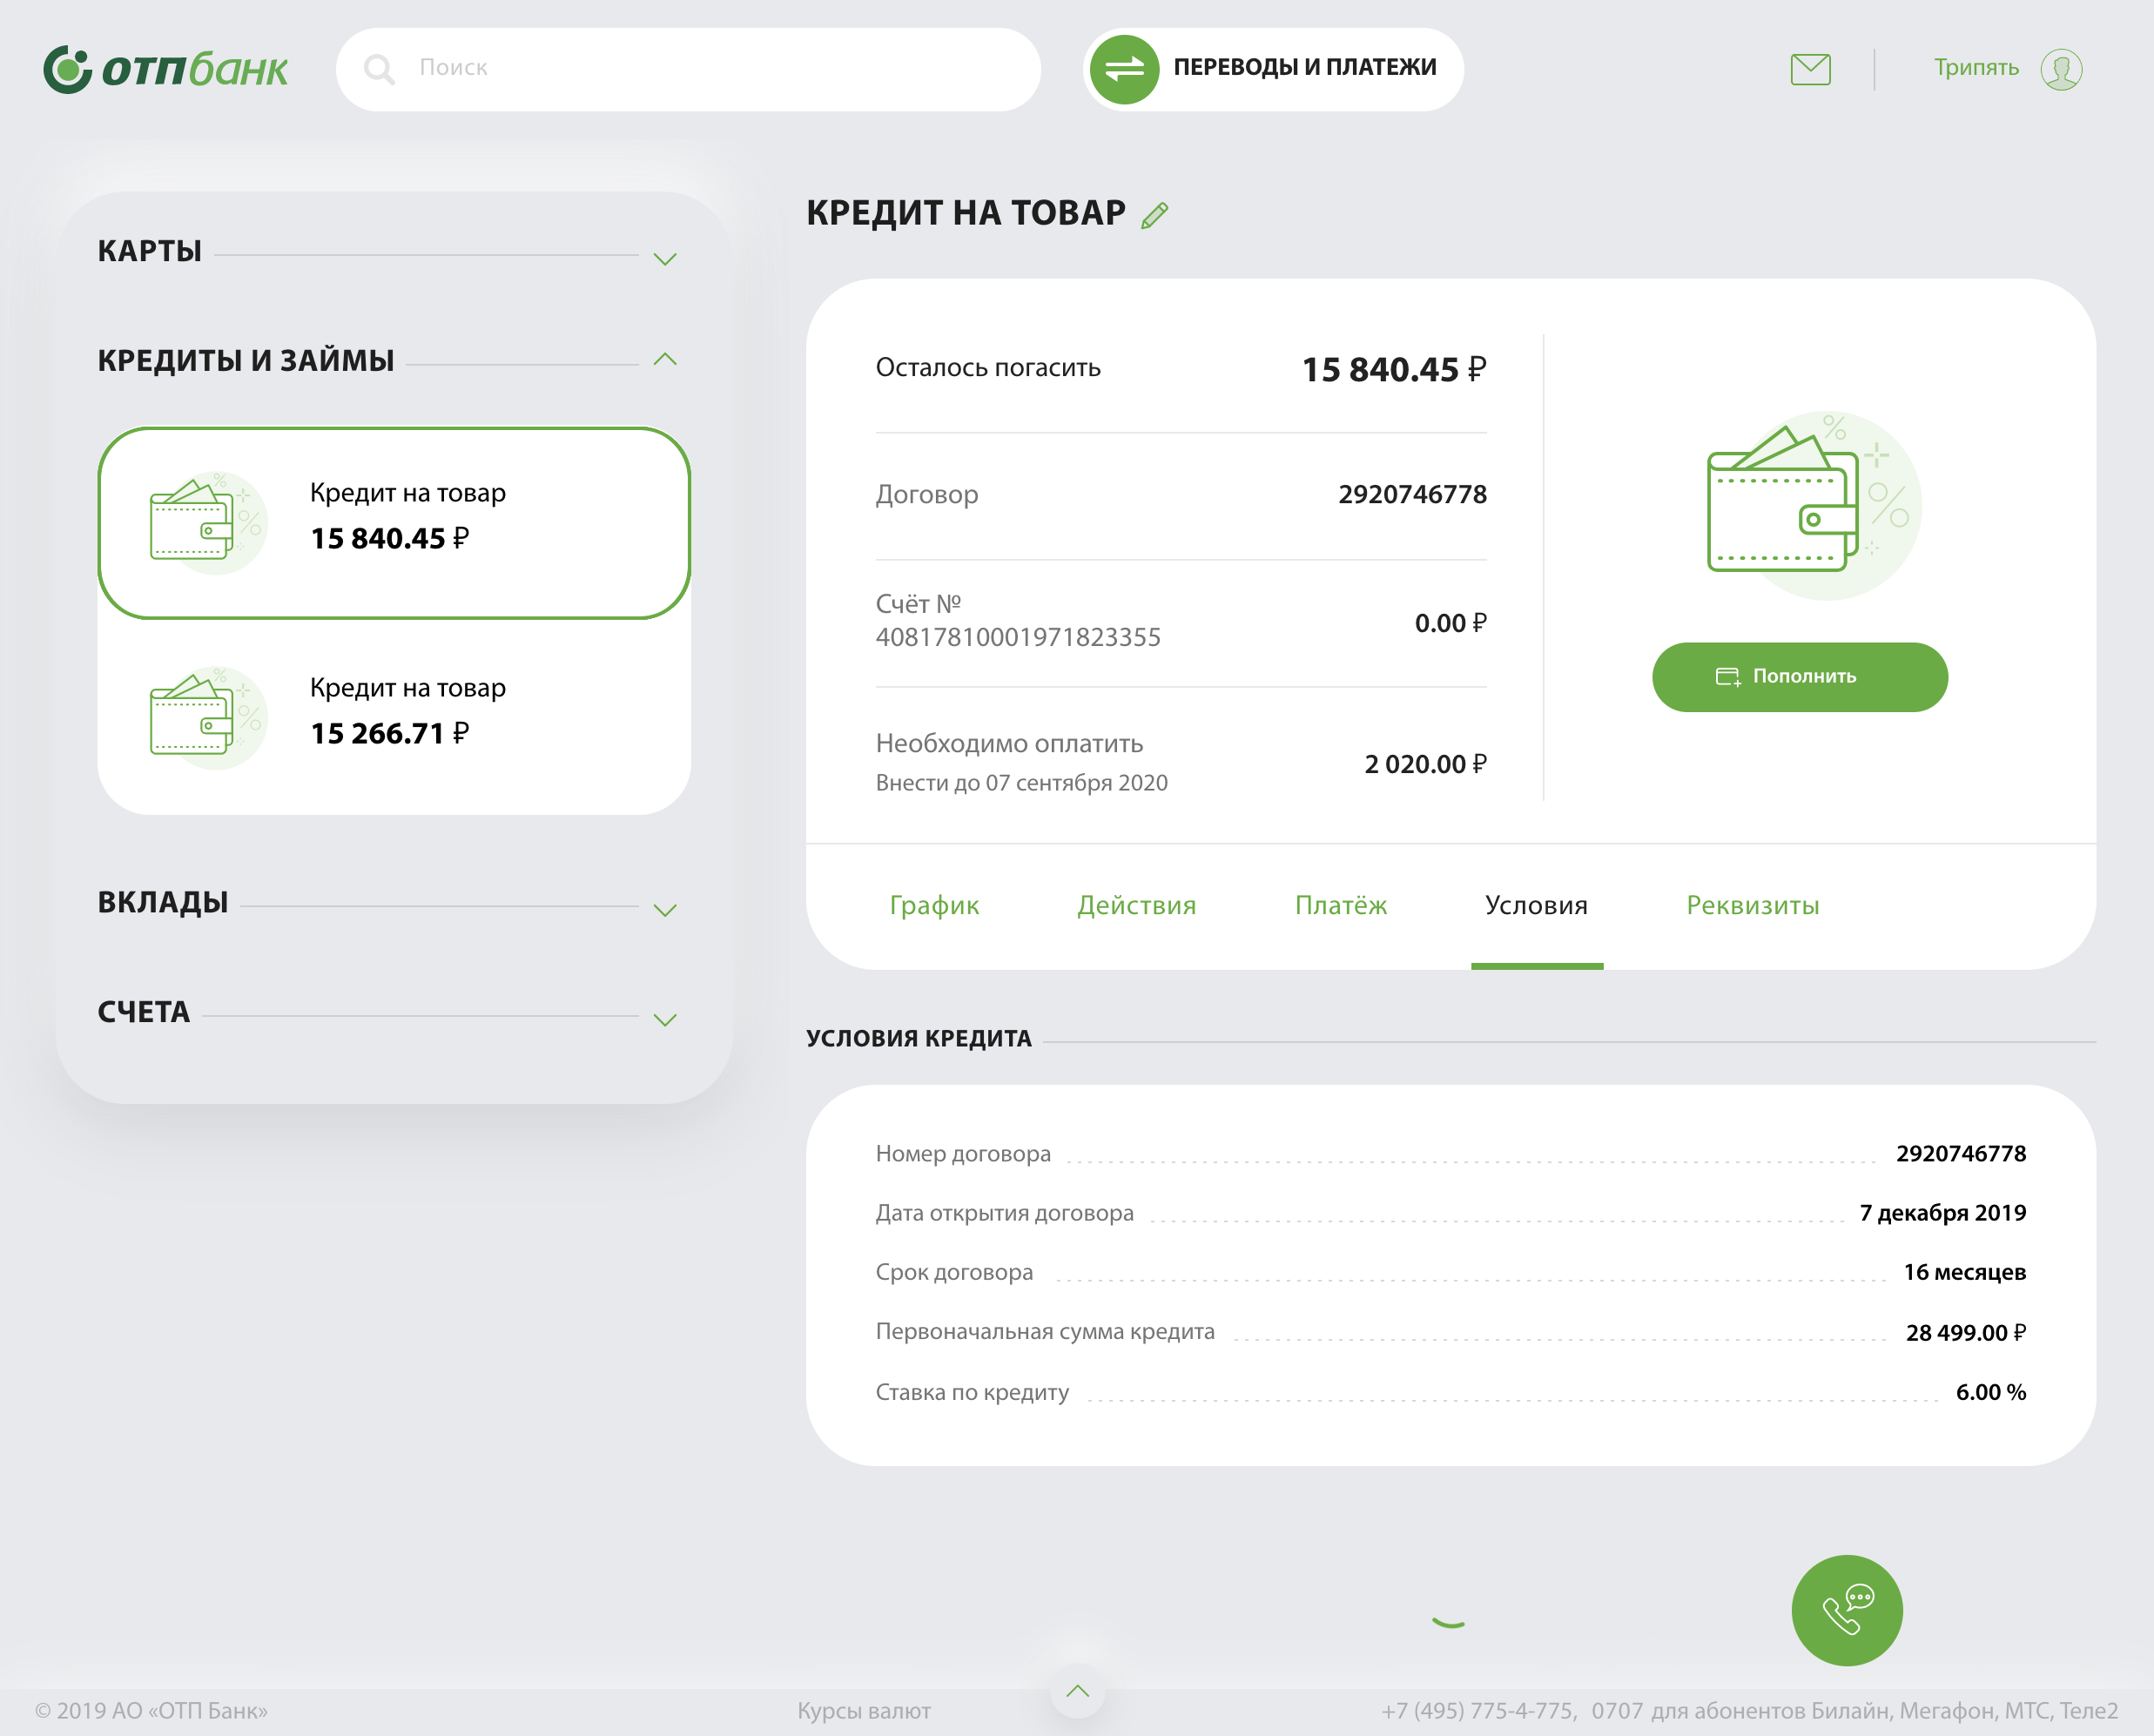 отпбанк
Поиск
ПЕРЕВОДЫ И ПЛАТЕЖИ
Трипять
КАРТЫ
КРЕДИТЫ И ЗАЙМЫ
Кредит на товар
15 840.45 ₽
Кредит на товар
15 266.71 ₽
ВКЛАДЫ
СЧЕТА
КРЕДИТ НА ТОВАР
Осталось погасить 15 840.45 ₽
Договор 2920746778
Счёт №
40817810001971823355 0.00 ₽
Необходимо оплатить 2 020.00 ₽
Внести до 07 сентября 2020
Пополнить
График Действия Платёж Условия Реквизиты
УСЛОВИЯ КРЕДИТА
Номер договора 2920746778
Дата открытия договора 7 декабря 2019
Срок договора 16 месяцев
Первоначальная сумма кредита 28 499.00 ₽
Ставка по кредиту 6.00 %
© 2019 АО «ОТП Банк» Курсы валют +7 (495) 775-4-775, 0707 для абонентов Билайн, Мегафон, МТС, Теле2